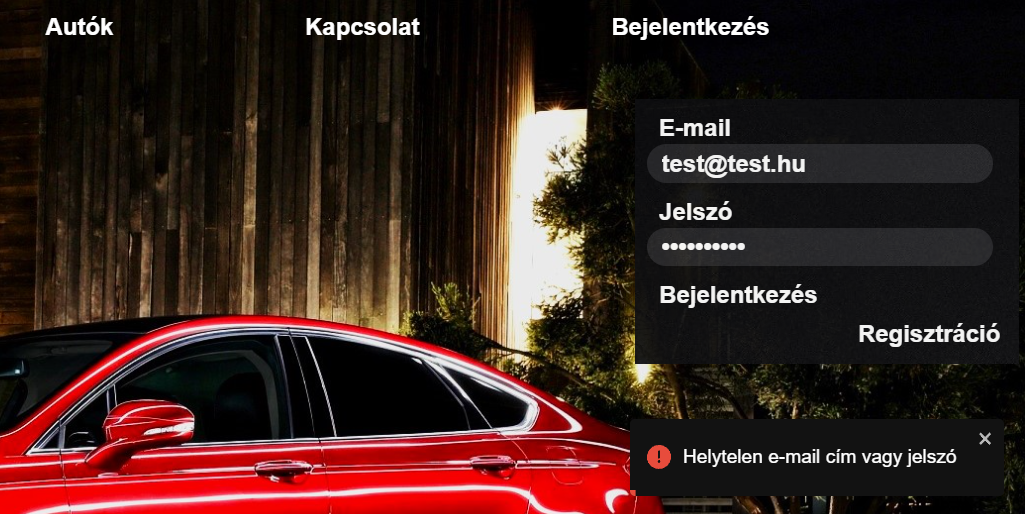 Autók
Kapcsolat
Bejelentkezés
E-mail
test@test.hu
Jelszó
••••••••••
Bejelentkezés
Regisztráció
Helytelen e-mail cím vagy jelszó